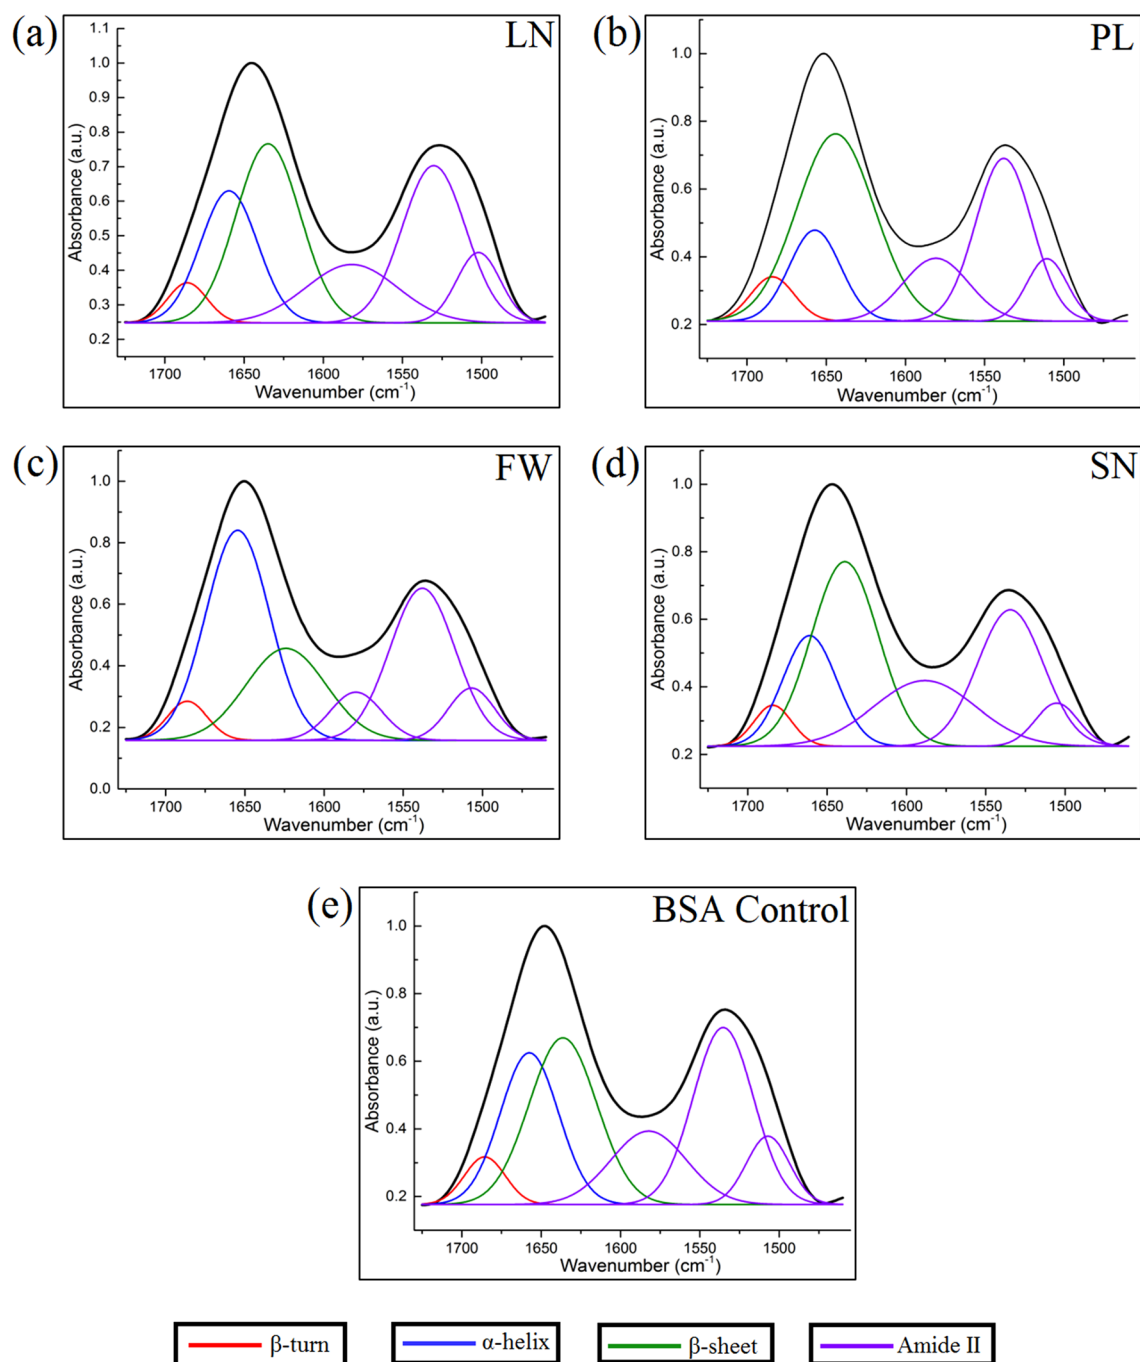 (a) LN
1.1
1.0
0.9
0.8
0.7
0.6
0.5
0.4
0.3
0.2
Absorbance (a.u.)
1700 1650 1600 1550 1500
Wavenumber (cm⁻¹)
(b) PL
1.0
0.8
0.6
0.4
0.2
Absorbance (a.u.)
1700 1650 1600 1550 1500
Wavenumber (cm⁻¹)
(c) FW
1.0
0.8
0.6
0.4
0.2
0.0
Absorbance (a.u.)
1700 1650 1600 1550 1500
Wavenumber (cm⁻¹)
(d) SN
1.0
0.8
0.6
0.4
0.2
Absorbance (a.u.)
1700 1650 1600 1550 1500
Wavenumber (cm⁻¹)
(e) BSA Control
1.0
0.8
0.6
0.4
0.2
Absorbance (a.u.)
1700 1650 1600 1550 1500
Wavenumber (cm⁻¹)
β-turn α-helix β-sheet Amide II